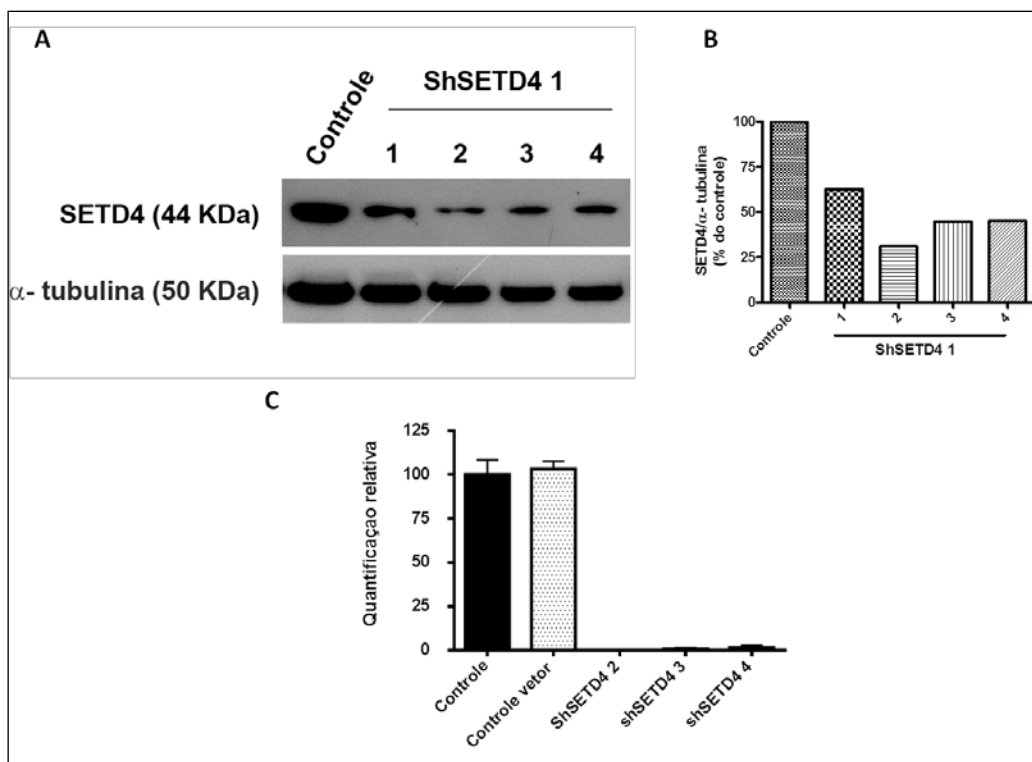 A
Controle
ShSETD4 1
1 2 3 4
SETD4 (44 KDa)
α- tubulina (50 KDa)
B
SETD4/α- tubulina
(% do controle)
100
75
50
25
0
Controle
1 2 3 4
ShSETD4 1
C
Quantificaçao relativa
125
100
75
50
25
0
Controle
Controle vetor
ShSETD4 2
shSETD4 3
shSETD4 4